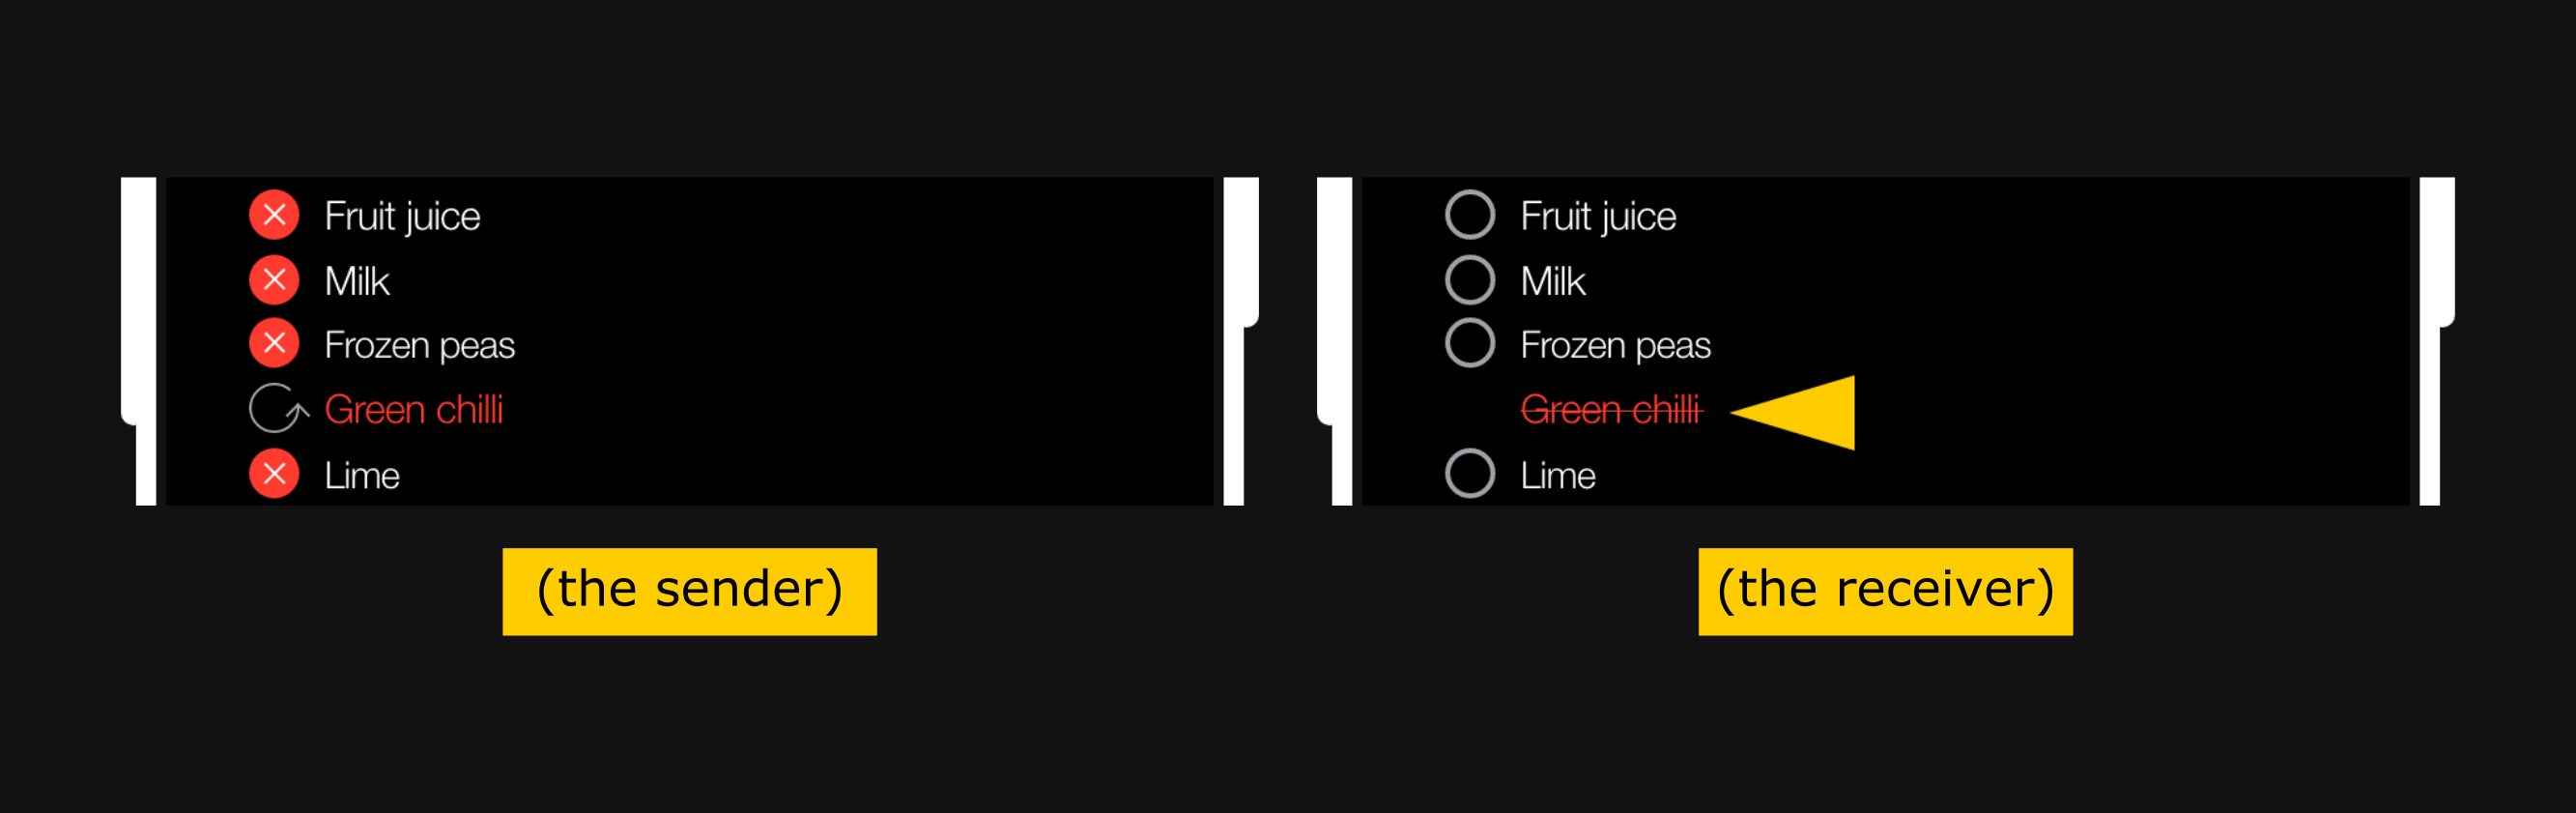 Fruit juice
Milk
Frozen peas
Green chilli
Lime
(the sender)
Fruit juice
Milk
Frozen peas
Green chilli
Lime
(the receiver)